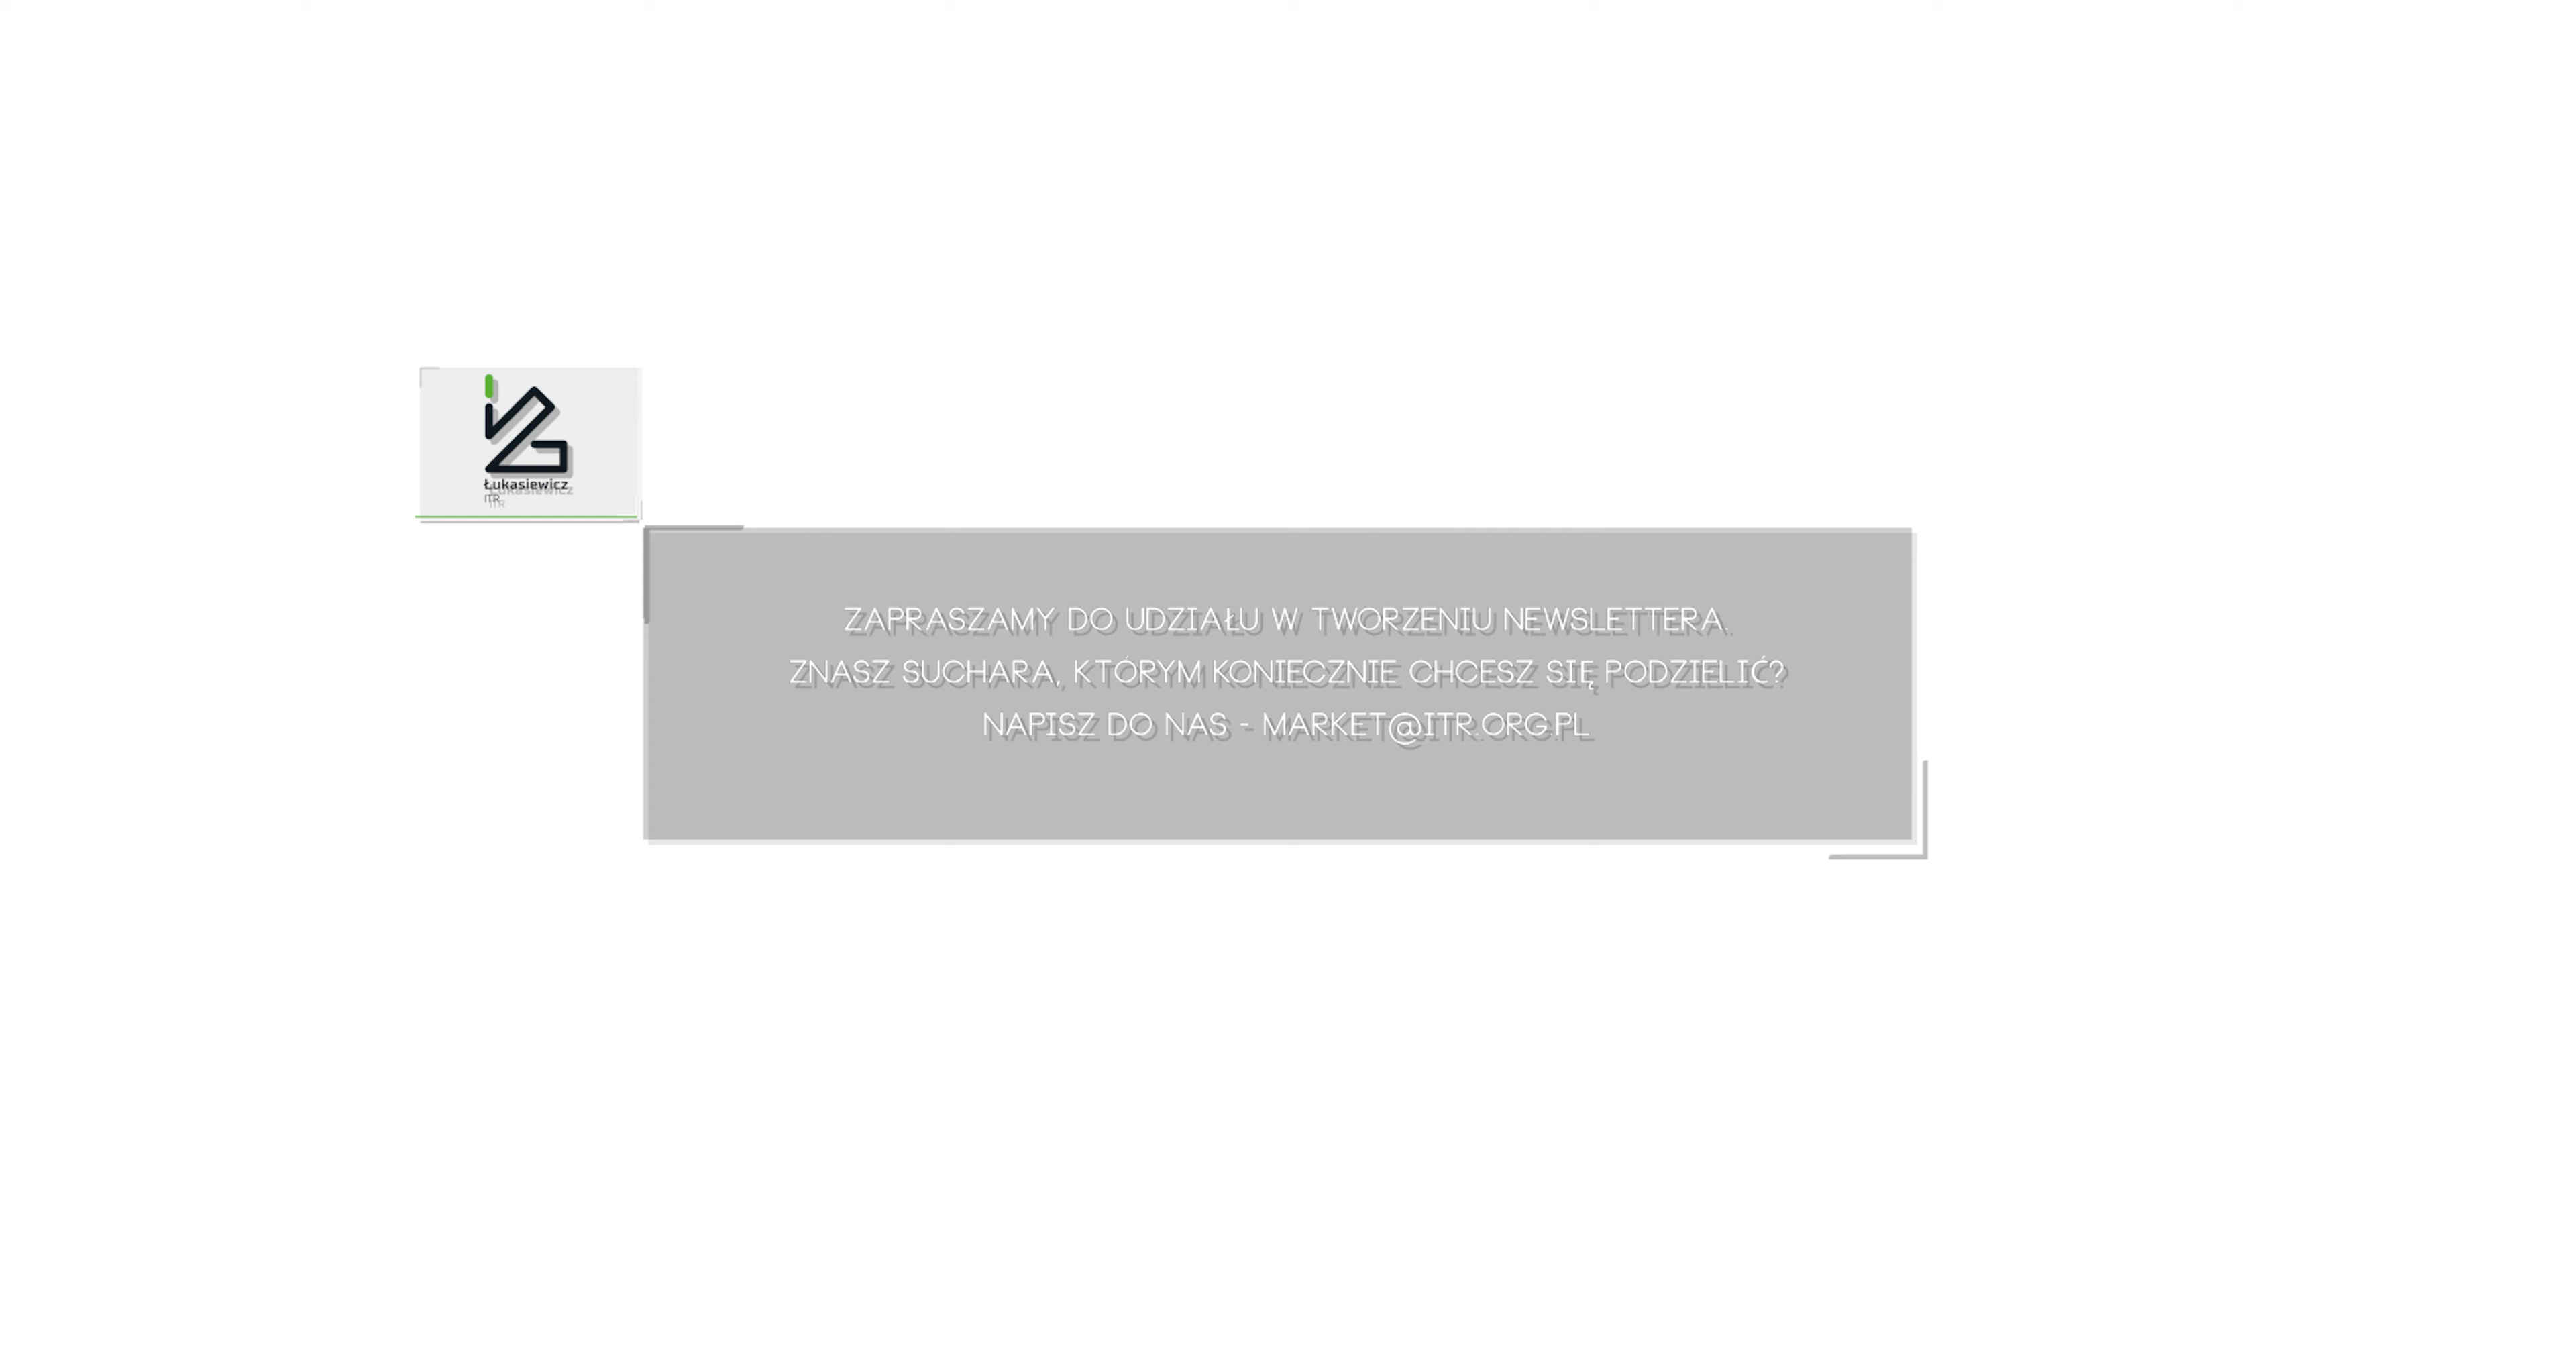 Łukasiewicz
ITR
ZAPRASZAMY DO UDZIAŁU W TWORZENIU NEWSLETTERA.
ZNASZ SUCHARA, KTÓRYM KONIECZNIE CHCESZ SIĘ PODZIELIĆ?
NAPISZ DO NAS - MARKET@ITR.ORG.PL